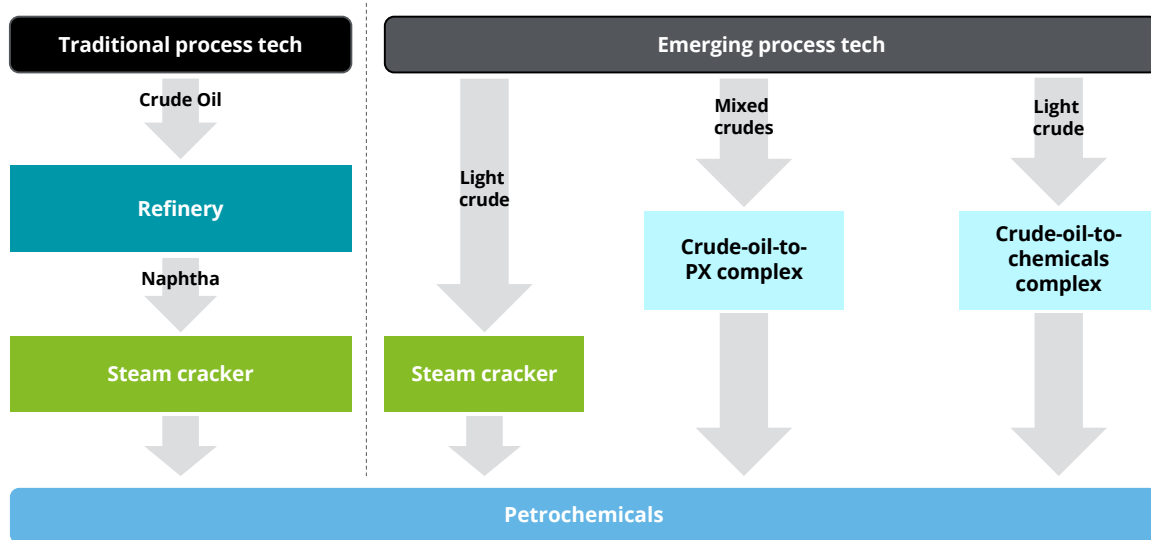 Traditional process tech
Emerging process tech
Crude Oil
Refinery
Naphtha
Steam cracker
Light
crude
Steam cracker
Mixed
crudes
Crude-oil-to-
PX complex
Light
crude
Crude-oil-to-
chemicals
complex
Petrochemicals